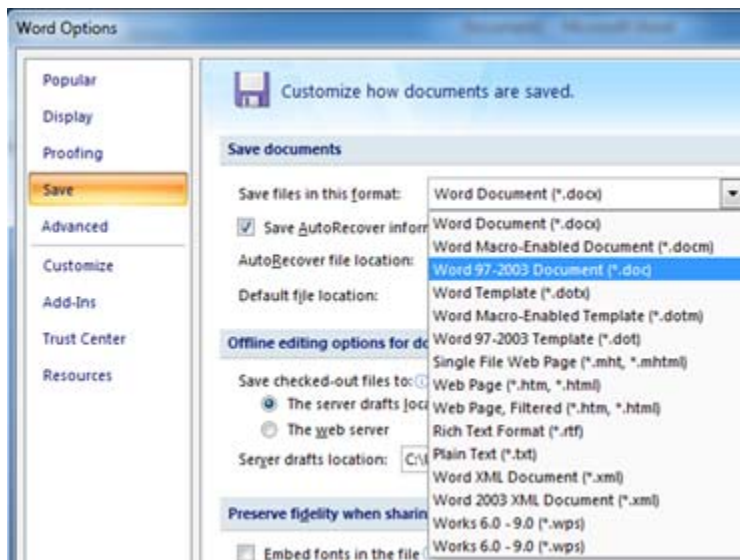 Word Options
Popular
Display
Proofing
Save
Advanced
Customize
Add-Ins
Trust Center
Resources
Customize how documents are saved.
Save documents
Save files in this format: Word Document (*.docx)
Save AutoRecover infor
AutoRecover file location:
Default file location:
Word Document (*.docx)
Word Macro-Enabled Document (*.docm)
Word 97-2003 Document (*.doc)
Word Template (*.dotx)
Word Macro-Enabled Template (*.dotm)
Word 97-2003 Template (*.dot)
Single File Web Page (*.mht, *.mhtml)
Web Page (*.htm, *.html)
Web Page, Filtered (*.htm, *.html)
Rich Text Format (*.rtf)
Plain Text (*.txt)
Word XML Document (*.xml)
Word 2003 XML Document (*.xml)
Works 6.0 - 9.0 (*.wps)
Works 6.0 - 9.0 (*.wps)
Offline editing options for do
Save checked-out files to:
The server drafts loca
The web server
Server drafts location: C:\
Preserve fidelity when sharin
Embed fonts in the file